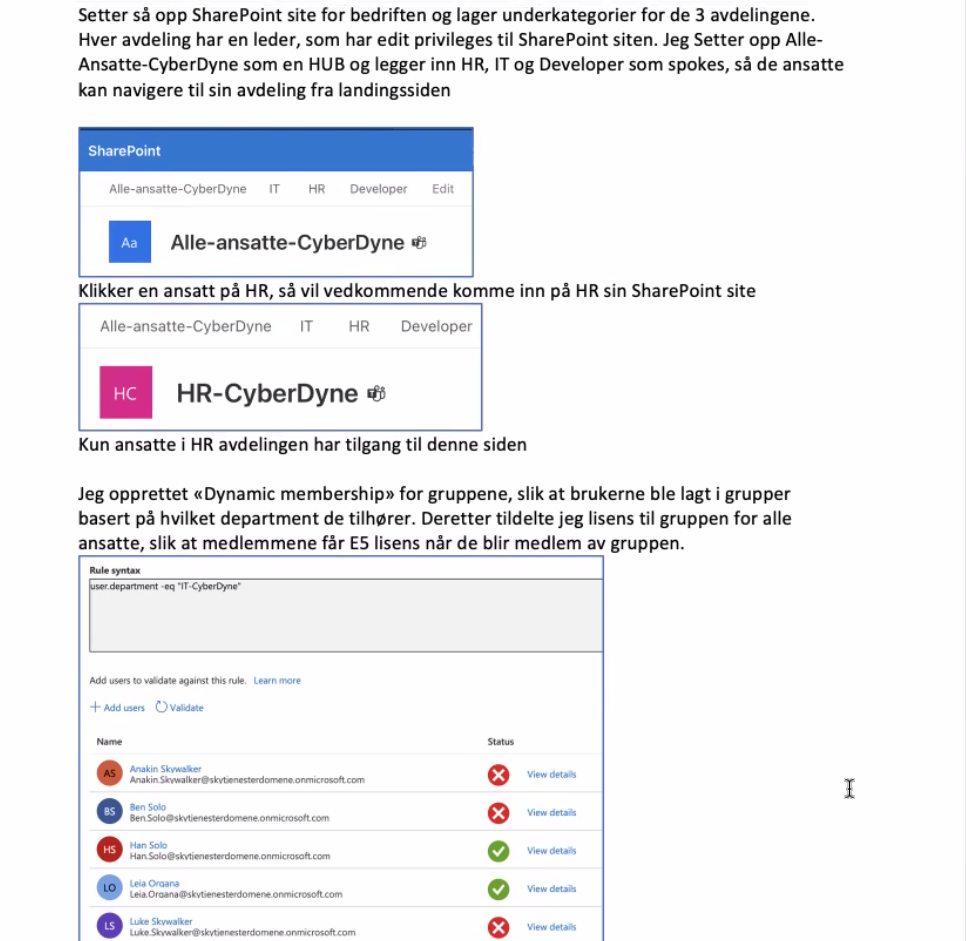 Setter så opp SharePoint site for bedriften og lager underkategorier for de 3 avdelingene.
Hver avdeling har en leder, som har edit privileges til SharePoint siten. Jeg Setter opp Alle-
Ansatte-CyberDyne som en HUB og legger inn HR, IT og Developer som spokes, så de ansatte
kan navigere til sin avdeling fra landingssiden
SharePoint
Alle-ansatte-CyberDyne IT HR Developer Edit
Aa Alle-ansatte-CyberDyne
Klikker en ansatt på HR, så vil vedkommende komme inn på HR sin SharePoint site
Alle-ansatte-CyberDyne IT HR Developer
HC HR-CyberDyne
Kun ansatte i HR avdelingen har tilgang til denne siden
Jeg opprettet «Dynamic membership» for gruppene, slik at brukerne ble lagt i grupper
basert på hvilket department de tilhører. Deretter tildelte jeg lisens til gruppen for alle
ansatte, slik at medlemmene får E5 lisens når de blir medlem av gruppen.
Rule syntax
user.department -eq "IT-CyberDyne"
Add users to validate against this rule. Learn more
+ Add users Validate
Name Status
AS Anakin Skywalker View details
Anakin.Skywalker@skytjenesterdomene.onmicrosoft.com
BS Ben Solo View details
Ben.Solo@skytjenesterdomene.onmicrosoft.com
HS Han Solo View details
Han.Solo@skytjenesterdomene.onmicrosoft.com
LO Leia Organa View details
Leia.Organa@skytjenesterdomene.onmicrosoft.com
LS Luke Skywalker View details
Luke.Skywalker@skytjenesterdomene.onmicrosoft.com